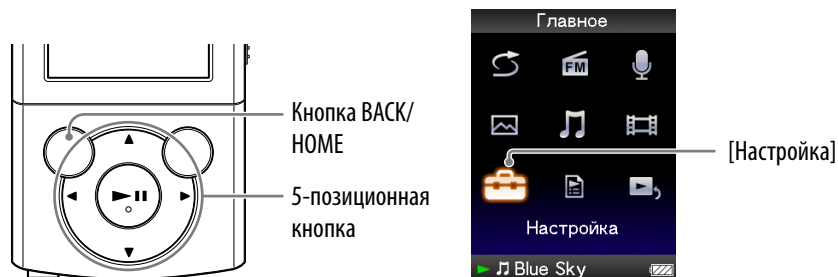 Кнопка BACK/
HOME
5-позиционная
кнопка
Главное
FM
Настройка
Blue Sky
[Настройка]